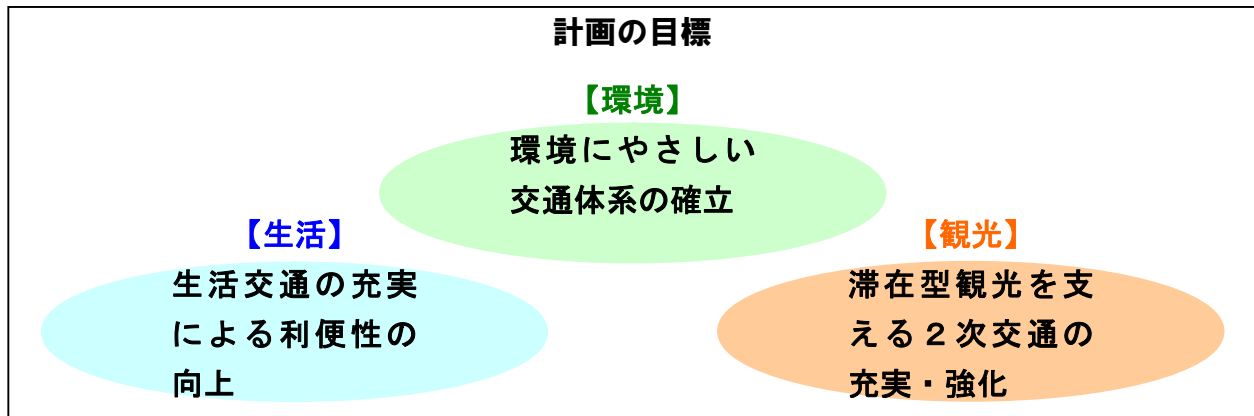 計画の目標
【環境】
環境にやさしい
交通体系の確立
【生活】
生活交通の充実
による利便性の
向上
【観光】
滞在型観光を支
える２次交通の
充実・強化